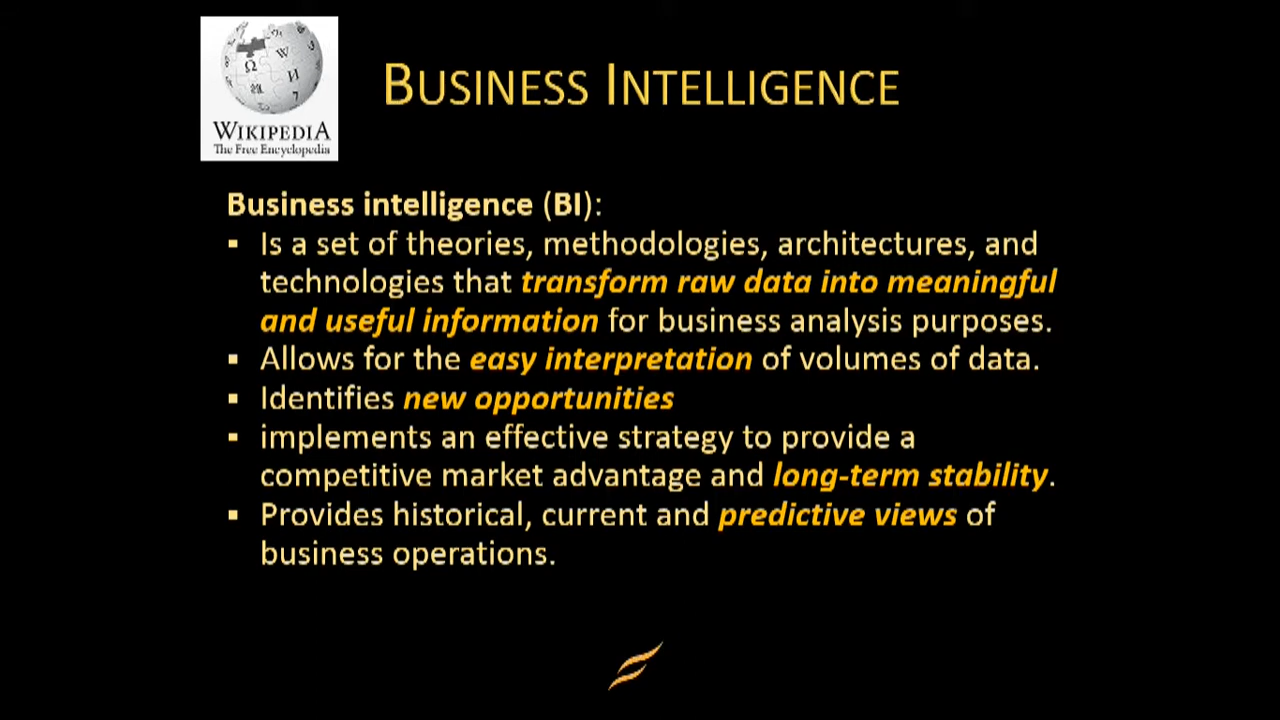 WIKIPEDIA
The Free Encyclopedia
BUSINESS INTELLIGENCE
Business intelligence (BI):
▪ Is a set of theories, methodologies, architectures, and
technologies that transform raw data into meaningful
and useful information for business analysis purposes.
▪ Allows for the easy interpretation of volumes of data.
▪ Identifies new opportunities
▪ implements an effective strategy to provide a
competitive market advantage and long-term stability.
▪ Provides historical, current and predictive views of
business operations.